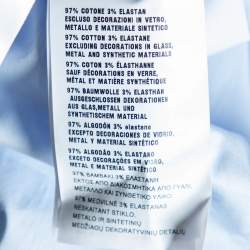 97% COTONE 3% ELASTAN
ESCLUSO DECORAZIONI IN VETRO,
METALLO E MATERIALE SINTETICO
97% COTTON 3% ELASTANE
EXCLUDING DECORATIONS IN GLASS,
METAL AND SYNTHETIC MATERIALS
97% COTON 3% ÉLASTHANNE
SAUF DÉCORATIONS EN VERRE,
MÉTAL ET MATIÈRE SYNTHÉTIQUE
97% BAUMWOLLE 3% ELASTHAN
AUSGESCHLOSSEN DEKORATIONEN
AUS GLAS,METALL UND
SYNTHETISCHEM MATERIAL
97% ALGODÓN 3% elastano
EXCEPTO DECORACIONES DE VIDRIO,
METAL Y MATERIAL SINTÉTICO
97% ALGODÃO 3% ELASTANO
EXCETO DECORAÇÕES EM VIDRO,
METAL E MATERIAL SINTÉTICO
97% ΒΑΜΒΑΚΙ 3% ΕΛΑΣΤΑΝΗ
ΕΚΤΟΣ ΑΠΟ ΔΙΑΚΟΣΜΗΤΙΚΑ ΑΠΟ ΓΥΑΛΙ,
ΜΕΤΑΛΛΟ ΚΑΙ ΣΥΝΘΕΤΙΚΟ ΥΛΙΚΟ
97% MEDVILNĖ 3% ELASTANAS
NESKAITANT STIKLO,
METALO IR SINTETINIŲ
MEDŽIAGŲ DEKORATYVINIŲ DETALIŲ